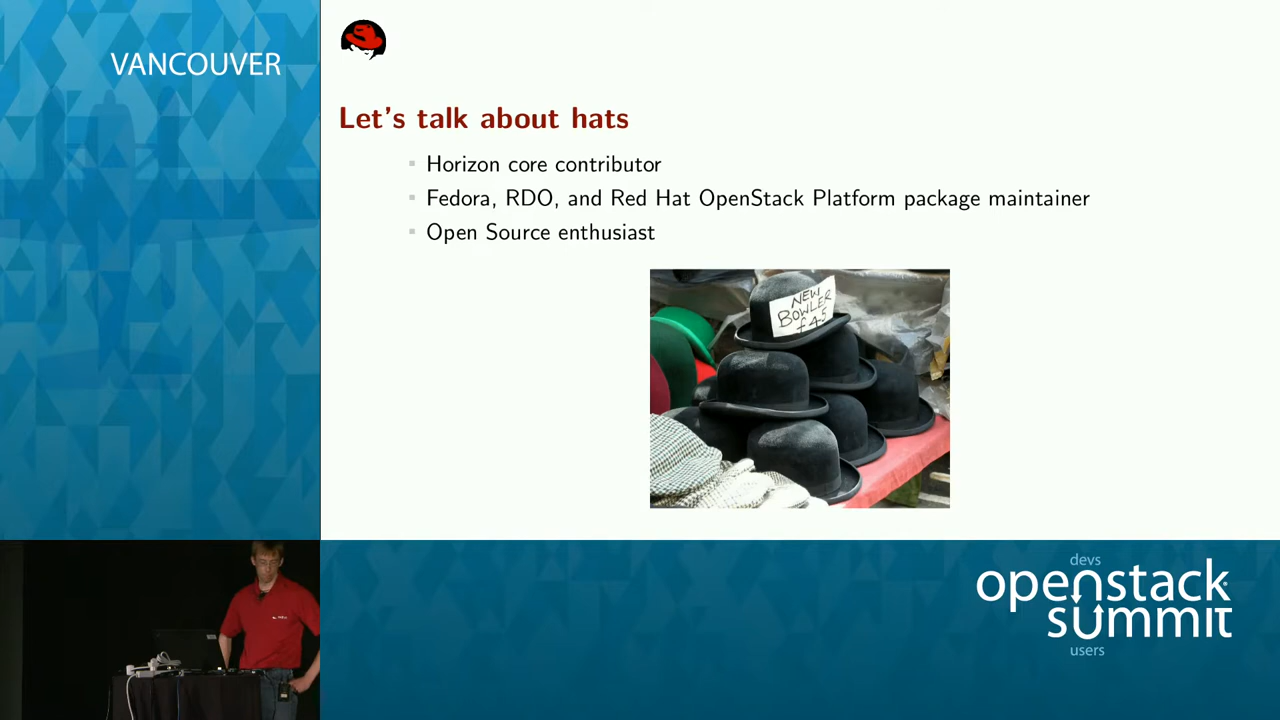 VANCOUVER
Let's talk about hats
Horizon core contributor
Fedora, RDO, and Red Hat OpenStack Platform package maintainer
Open Source enthusiast
NEW
BOWLER
£45
devs
openstack
summit
users